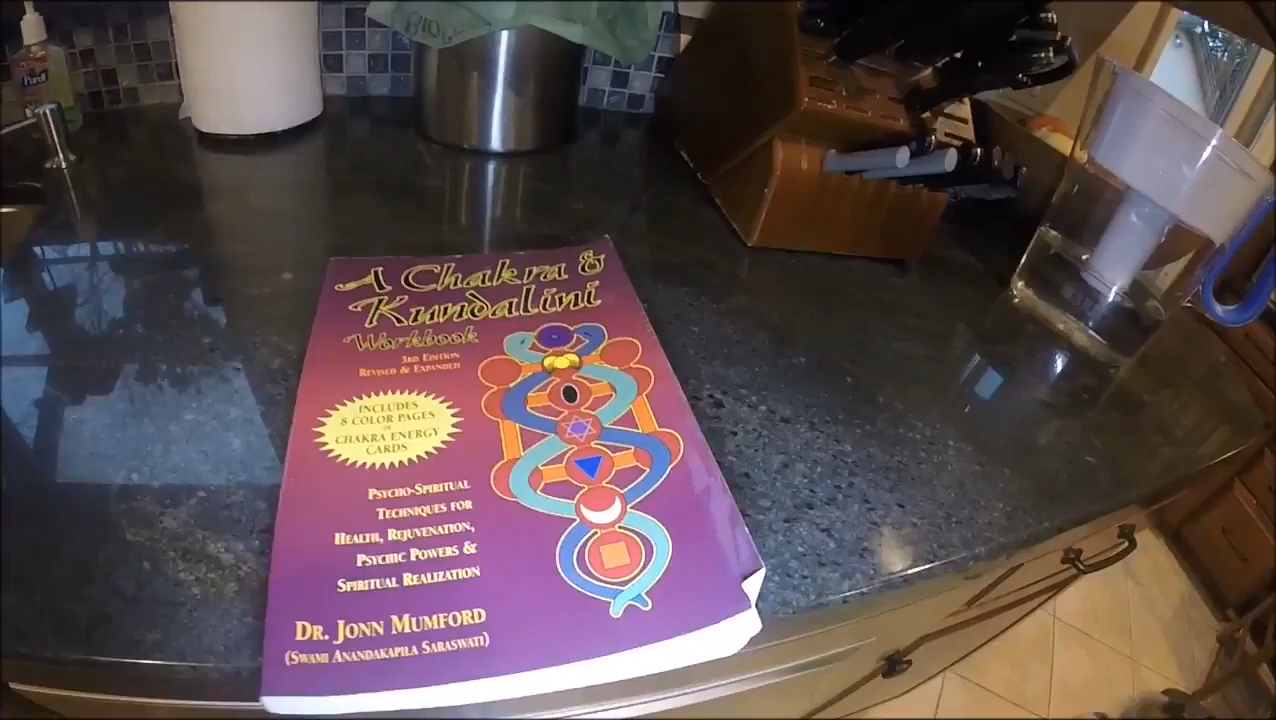 Purell
A Chakra &
Kundalini
Workbook
3RD EDITION
REVISED & EXPANDED
INCLUDES
8 COLOR PAGES
OF
CHAKRA ENERGY
CARDS
PSYCHO-SPIRITUAL
TECHNIQUES FOR
HEALTH, REJUVENATION,
PSYCHIC POWERS &
SPIRITUAL REALIZATION
DR. JONN MUMFORD
(SWAMI ANANDAKAPILA SARASWATI)